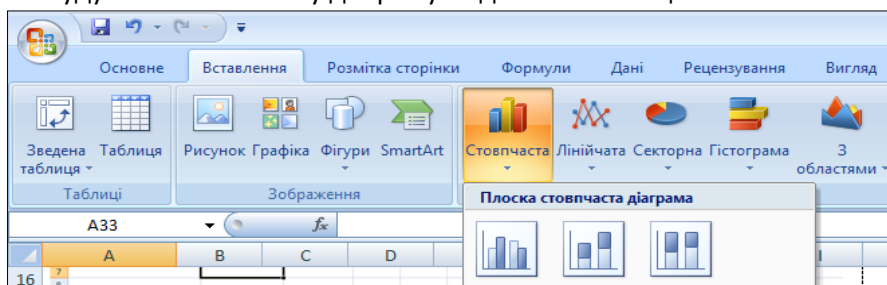 Основне Вставлення Розмітка сторінки Формули Дані Рецензування Вигляд
Зведена таблиця Таблиця Рисунок Графіка Фігури SmartArt Стовпчаста Лінійчата Секторна Гістограма З областями
Таблиці Зображення
Плоска стовпчаста діаграма
A33 fx
A B C D I
16 7